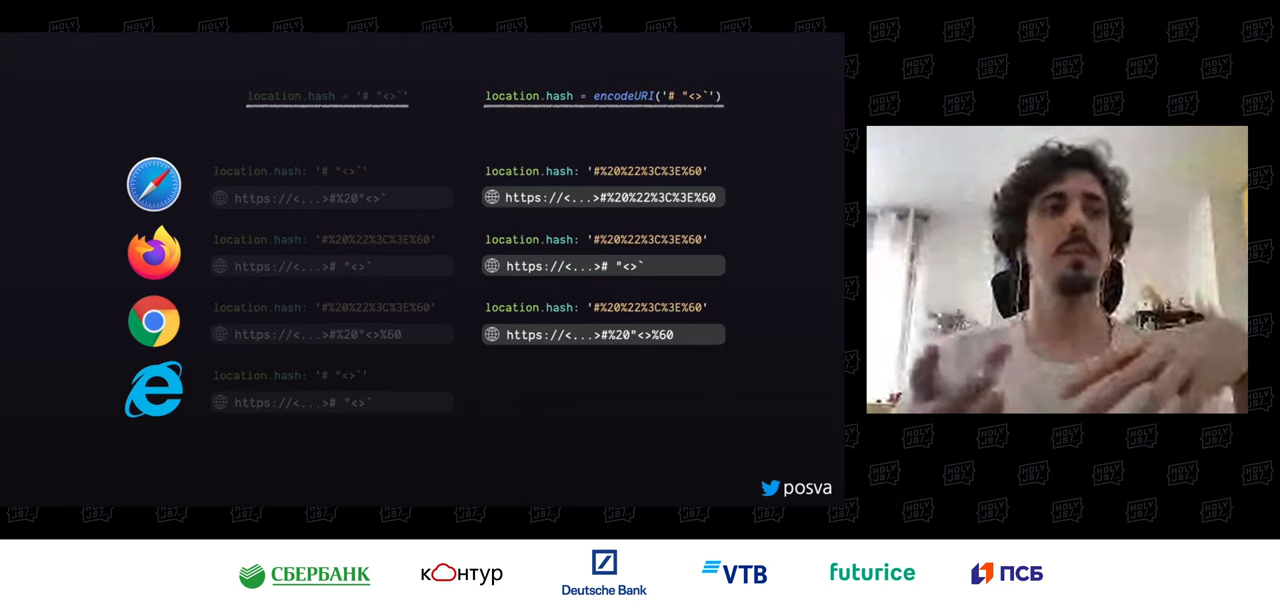 location.hash = '# "<>`'
location.hash = encodeURI('# "<>`')
location.hash: '# "<>`'
https://<...>#%20"<>`
location.hash: '#%20%22%3C%3E%60'
https://<...>#%20%22%3C%3E%60
location.hash: '#%20%22%3C%3E%60'
https://<...># "<>`
location.hash: '#%20%22%3C%3E%60'
https://<...># "<>`
location.hash: '#%20%22%3C%3E%60'
https://<...>#%20"<>%60
location.hash: '#%20%22%3C%3E%60'
https://<...>#%20"<>%60
location.hash: '# "<>`'
https://<...># "<>`
posva
HOLY
JS/
СБЕРБАНК
кОнтур
Deutsche Bank
VTB
futurice
ПСБ